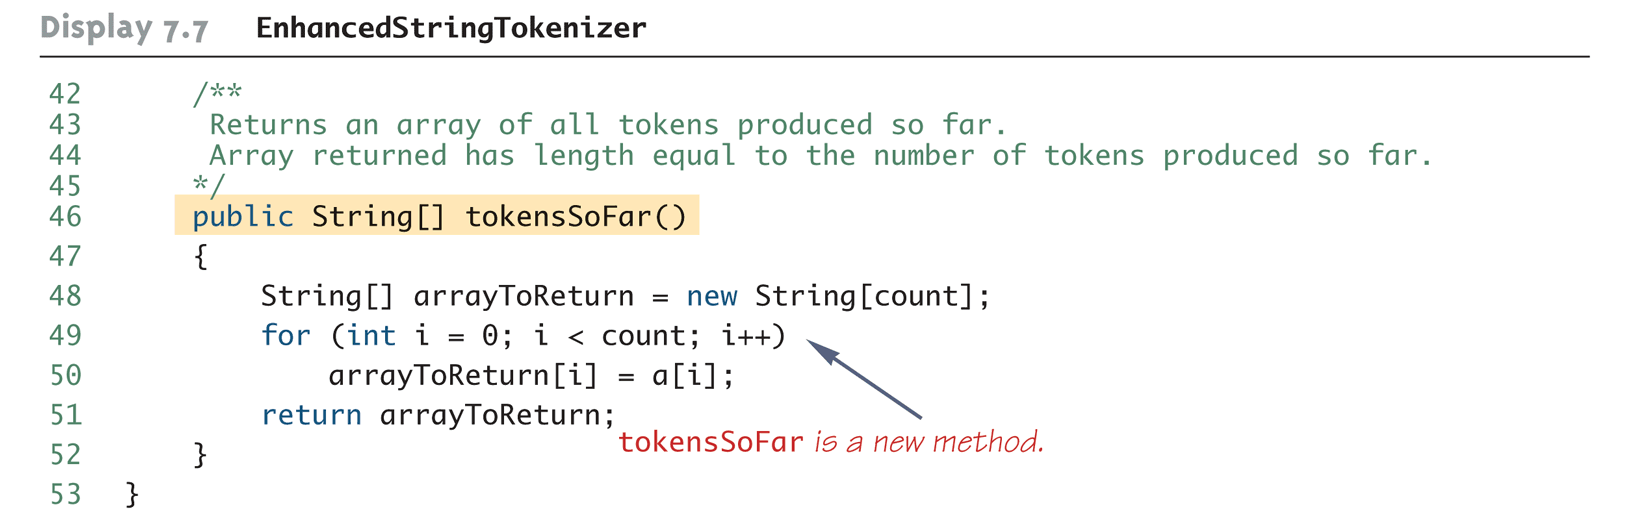 Display 7.7 EnhancedStringTokenizer
42 /**
43 Returns an array of all tokens produced so far.
44 Array returned has length equal to the number of tokens produced so far.
45 */
46 public String[] tokensSoFar()
47 {
48 String[] arrayToReturn = new String[count];
49 for (int i = 0; i < count; i++)
50 arrayToReturn[i] = a[i];
51 return arrayToReturn;
tokensSoFar is a new method.
52 }
53 }